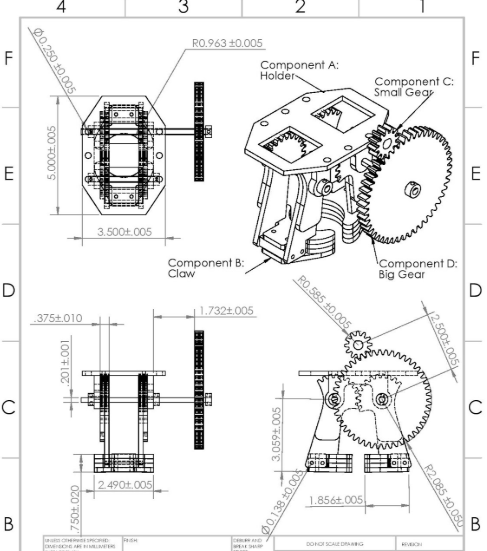 4 3 2 1
F F
E E
D D
C C
B B
Ø0.250 ±0.005
R0.963 ±0.005
5.000±.005
3.500±.005
Component A:
Holder
Component C:
Small Gear
Component B:
Claw
Component D:
Big Gear
.375±.010
1.732±.005
.201±.001
2.490±.005
.750±.020
R0.585 ±0.005
2.500±.005
3.059±.005
Ø0.138 ±0.005
1.856±.005
R2.085 ±0.050
UNLESS OTHERWISE SPECIFIED:
DIMENSIONS ARE IN MILLIMETERS
FINISH:
DEBURR AND
BREAK SHARP
DO NOT SCALE DRAWING
REVISION